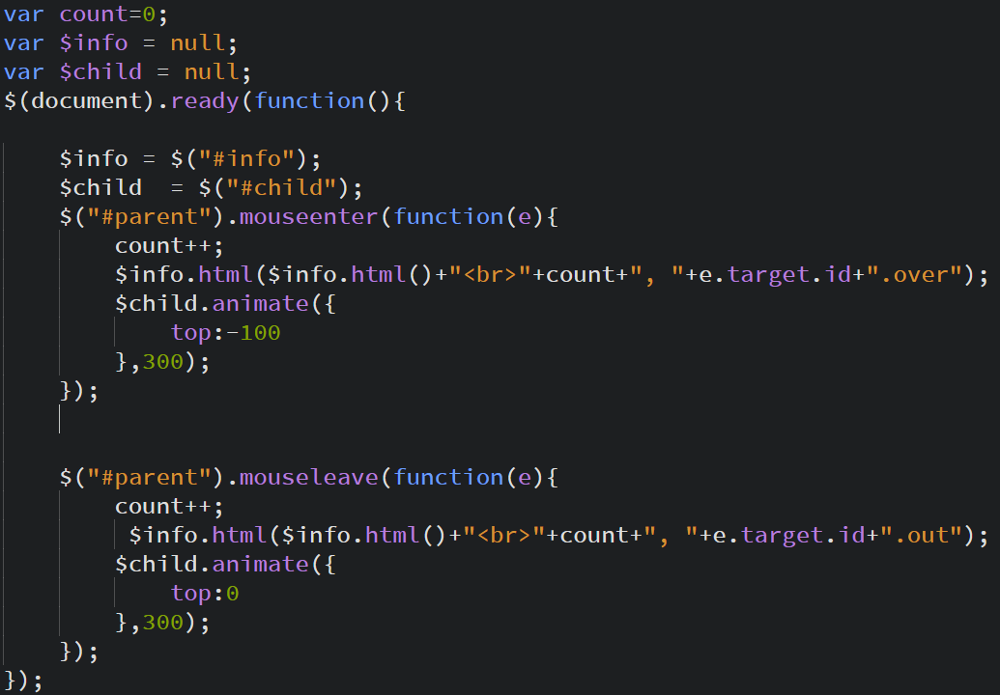 var count=0;
var $info = null;
var $child = null;
$(document).ready(function(){
    $info = $("#info");
    $child  = $("#child");
    $("#parent").mouseenter(function(e){
        count++;
        $info.html($info.html()+"<br>"+count+", "+e.target.id+".over");
        $child.animate({
            top:-100
        },300);
    });
    $("#parent").mouseleave(function(e){
        count++;
         $info.html($info.html()+"<br>"+count+", "+e.target.id+".out");
        $child.animate({
            top:0
        },300);
    });
});